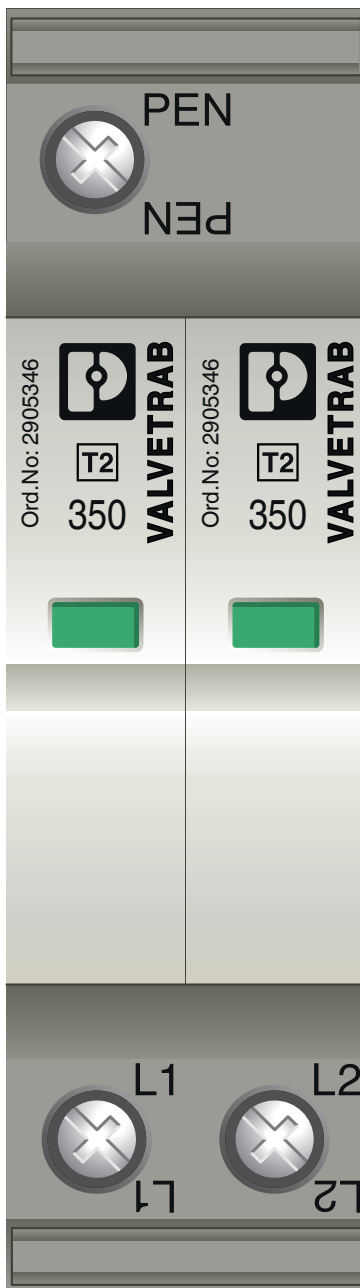 PEN
PEN
Ord.No: 2905346
T2
350
VALVETRAB
Ord.No: 2905346
T2
350
VALVETRAB
L1
L2
L1
L2